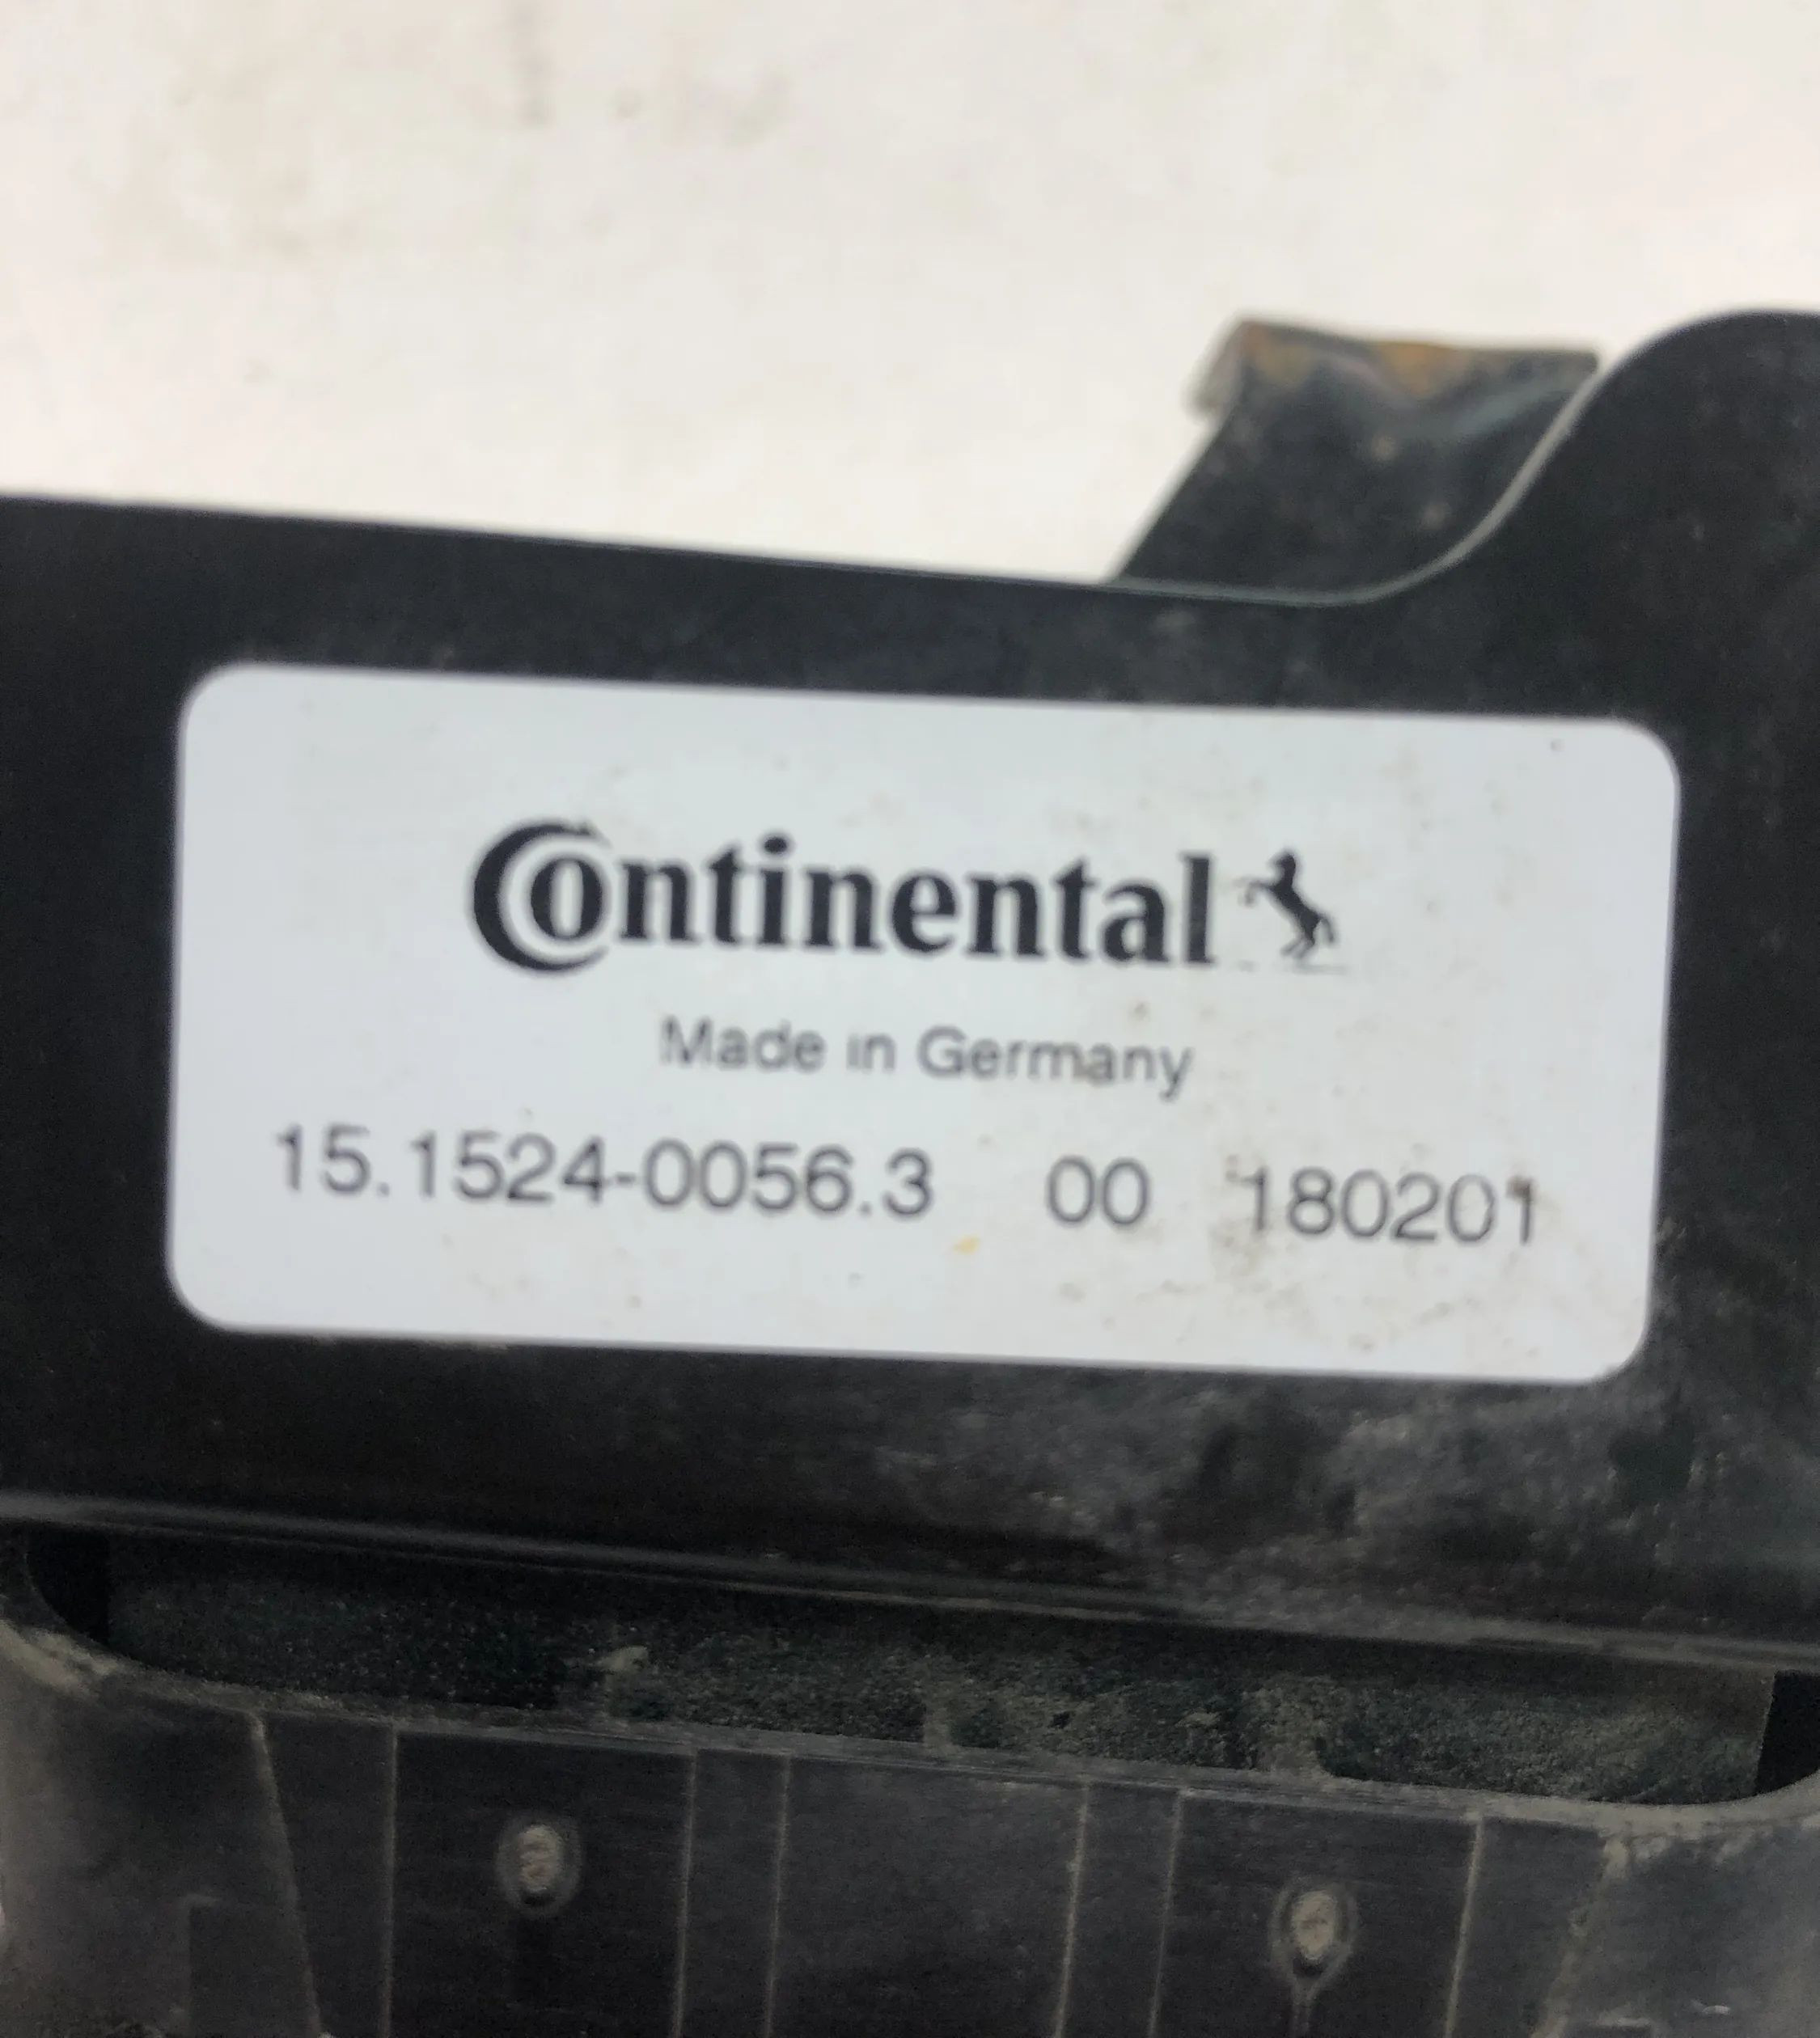 Continental
Made in Germany
15.1524-0056.3 00 180201